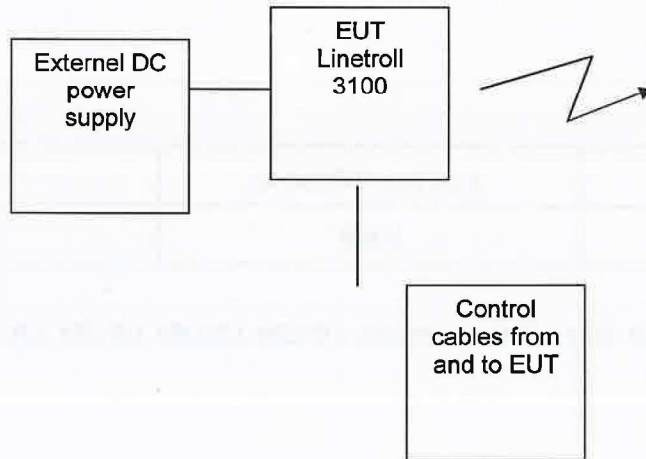 Externel DC
power
supply
EUT
Linetroll
3100
Control
cables from
and to EUT